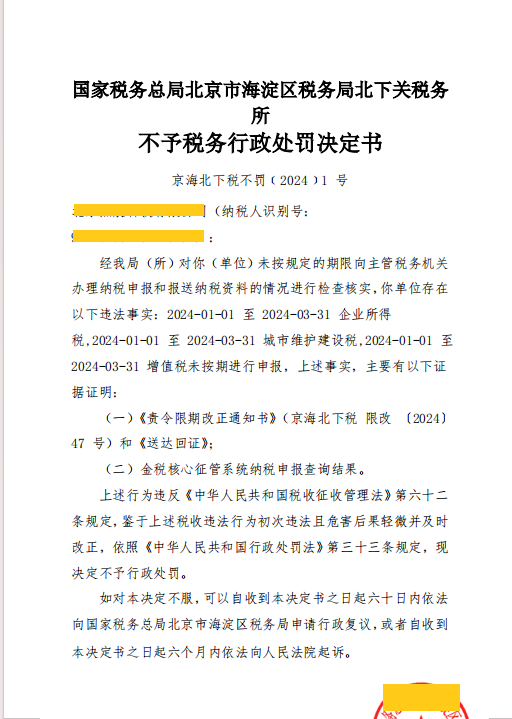 国家税务总局北京市海淀区税务局北下关税务
所
不予税务行政处罚决定书
京海北下税不罚﹝2024﹞1 号
（纳税人识别号：
：
经我局（所）对你（单位）未按规定的期限向主管税务机关
办理纳税申报和报送纳税资料的情况进行检查核实，你单位存在
以下违法事实：2024-01-01 至 2024-03-31 企业所得
税,2024-01-01 至 2024-03-31 城市维护建设税,2024-01-01 至
2024-03-31 增值税未按期进行申报，上述事实，主要有以下证
据证明：
（一）《责令限期改正通知书》（京海北下税 限改 〔2024〕
47 号）和《送达回证》；
（二）金税核心征管系统纳税申报查询结果。
上述行为违反《中华人民共和国税收征收管理法》第六十二
条规定，鉴于上述税收违法行为初次违法且危害后果轻微并及时
改正，依照《中华人民共和国行政处罚法》第三十三条规定，现
决定不予行政处罚。
如对本决定不服，可以自收到本决定书之日起六十日内依法
向国家税务总局北京市海淀区税务局申请行政复议，或者自收到
本决定书之日起六个月内依法向人民法院起诉。